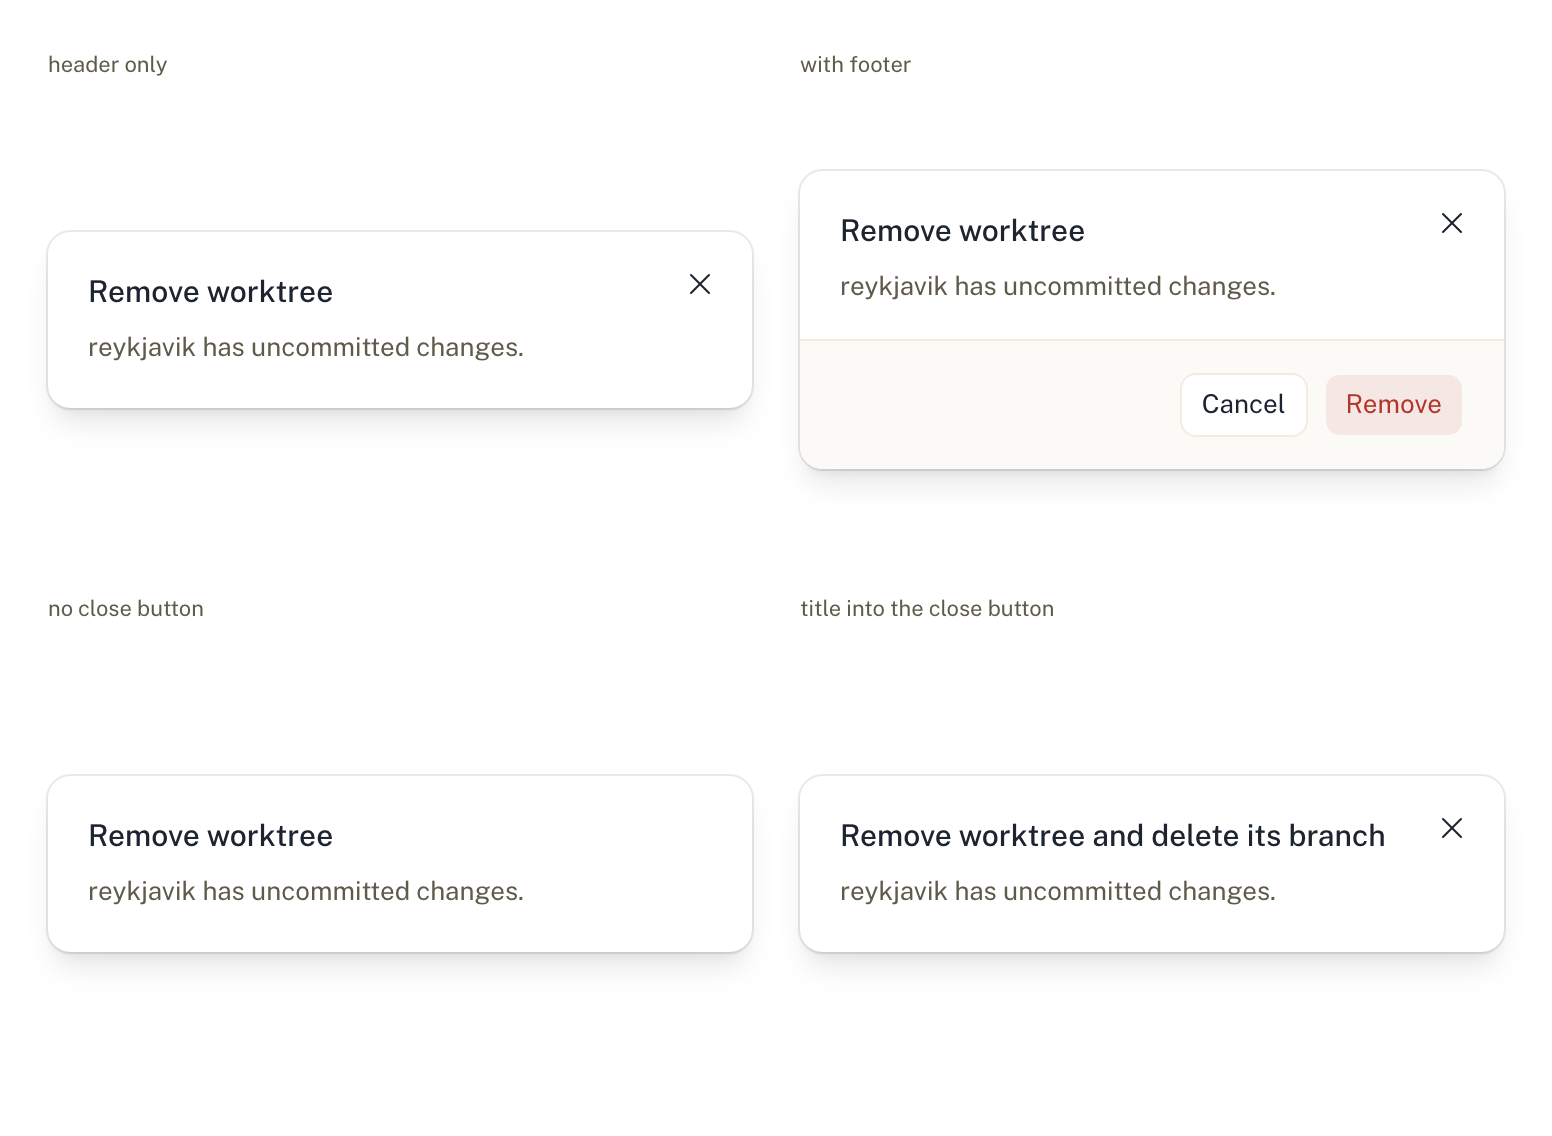 header only
Remove worktree
reykjavik has uncommitted changes.
with footer
Remove worktree
reykjavik has uncommitted changes.
Cancel
Remove
no close button
Remove worktree
reykjavik has uncommitted changes.
title into the close button
Remove worktree and delete its branch
reykjavik has uncommitted changes.